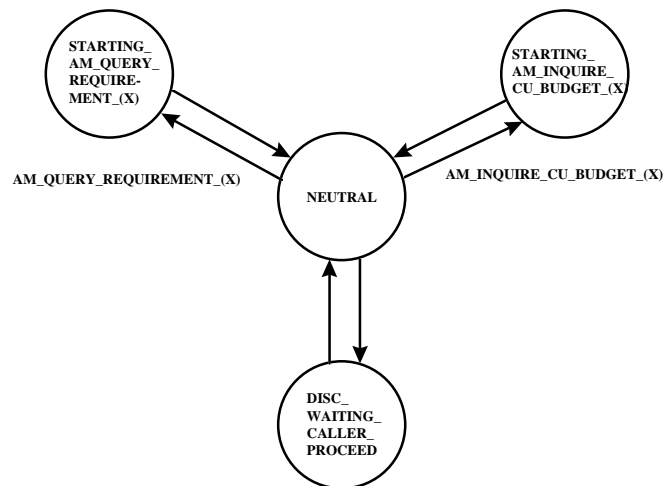 STARTING_
AM_QUERY_
REQUIRE-
MENT_(X)
STARTING_
AM_INQUIRE_
CU_BUDGET_(X)
AM_QUERY_REQUIREMENT_(X)
AM_INQUIRE_CU_BUDGET_(X)
NEUTRAL
DISC_
WAITING_
CALLER_
PROCEED